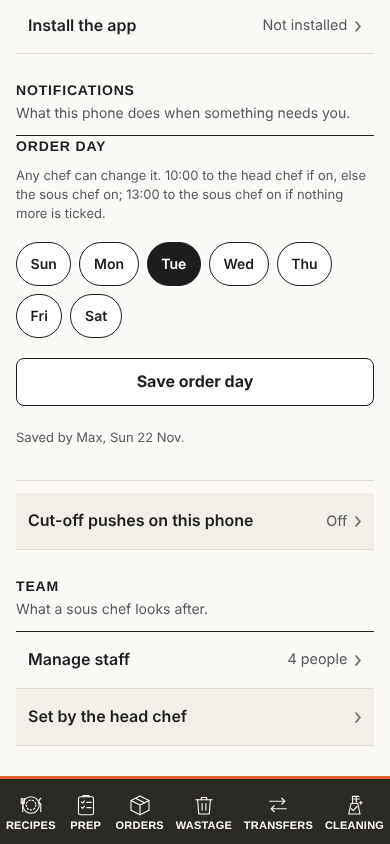 Install the app Not installed
NOTIFICATIONS
What this phone does when something needs you.
ORDER DAY
Any chef can change it. 10:00 to the head chef if on, else
the sous chef on; 13:00 to the sous chef on if nothing
more is ticked.
Sun Mon Tue Wed Thu
Fri Sat
Save order day
Saved by Max, Sun 22 Nov.
Cut-off pushes on this phone Off
TEAM
What a sous chef looks after.
Manage staff 4 people
Set by the head chef
RECIPES PREP ORDERS WASTAGE TRANSFERS CLEANING